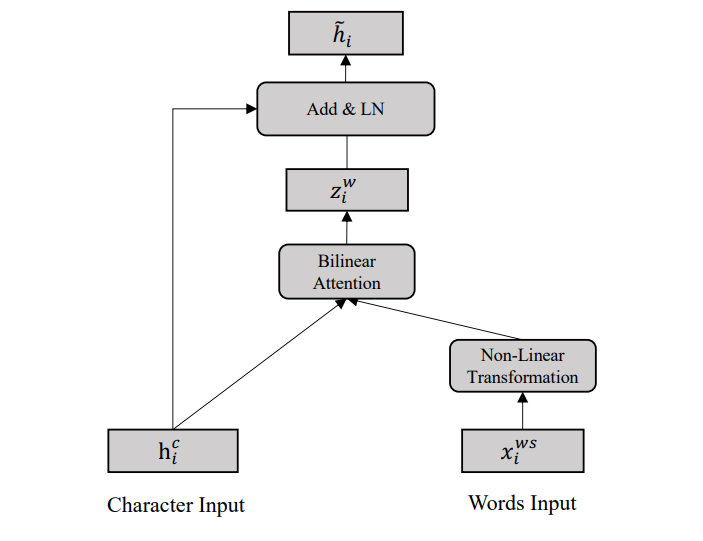 h̃ᵢ
Add & LN
zᵢʷ
Bilinear
Attention
Non-Linear
Transformation
hᵢᶜ
xᵢʷˢ
Character Input
Words Input